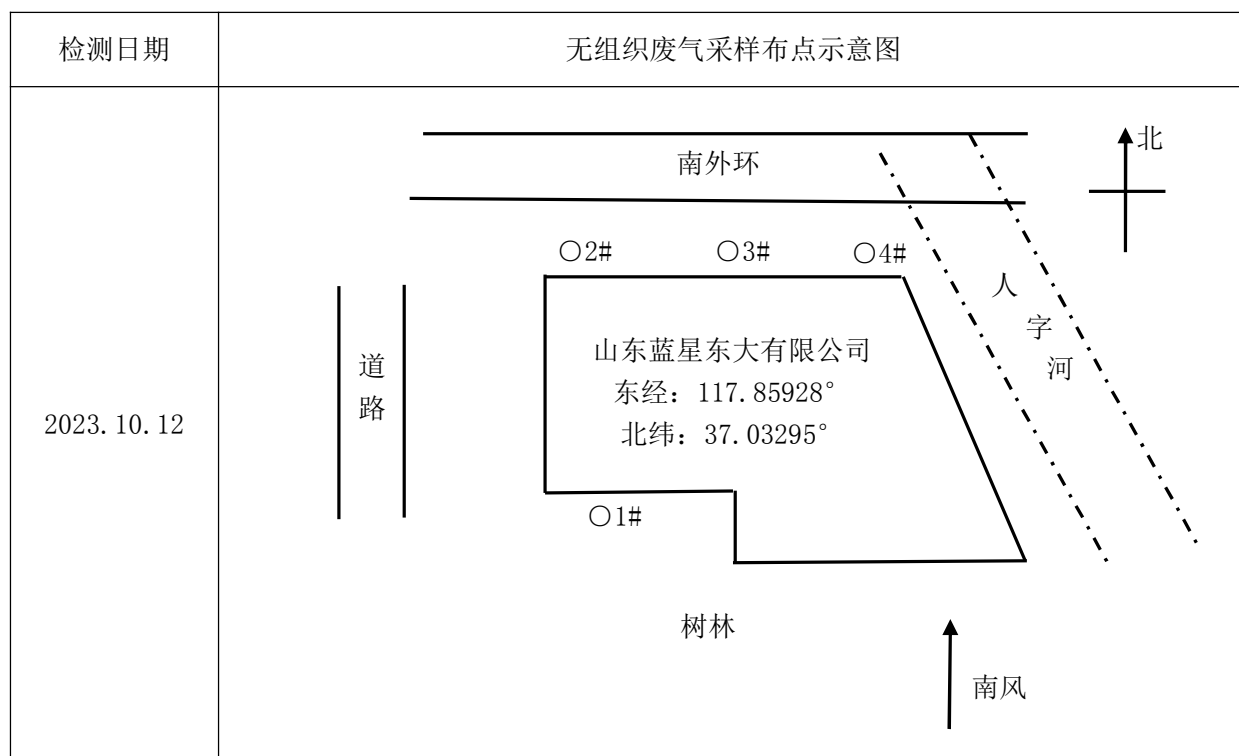 检测日期
无组织废气采样布点示意图
2023.10.12
北
南外环
○2#
○3#
○4#
人字河
道路
山东蓝星东大有限公司
东经：117.85928°
北纬：37.03295°
○1#
树林
南风